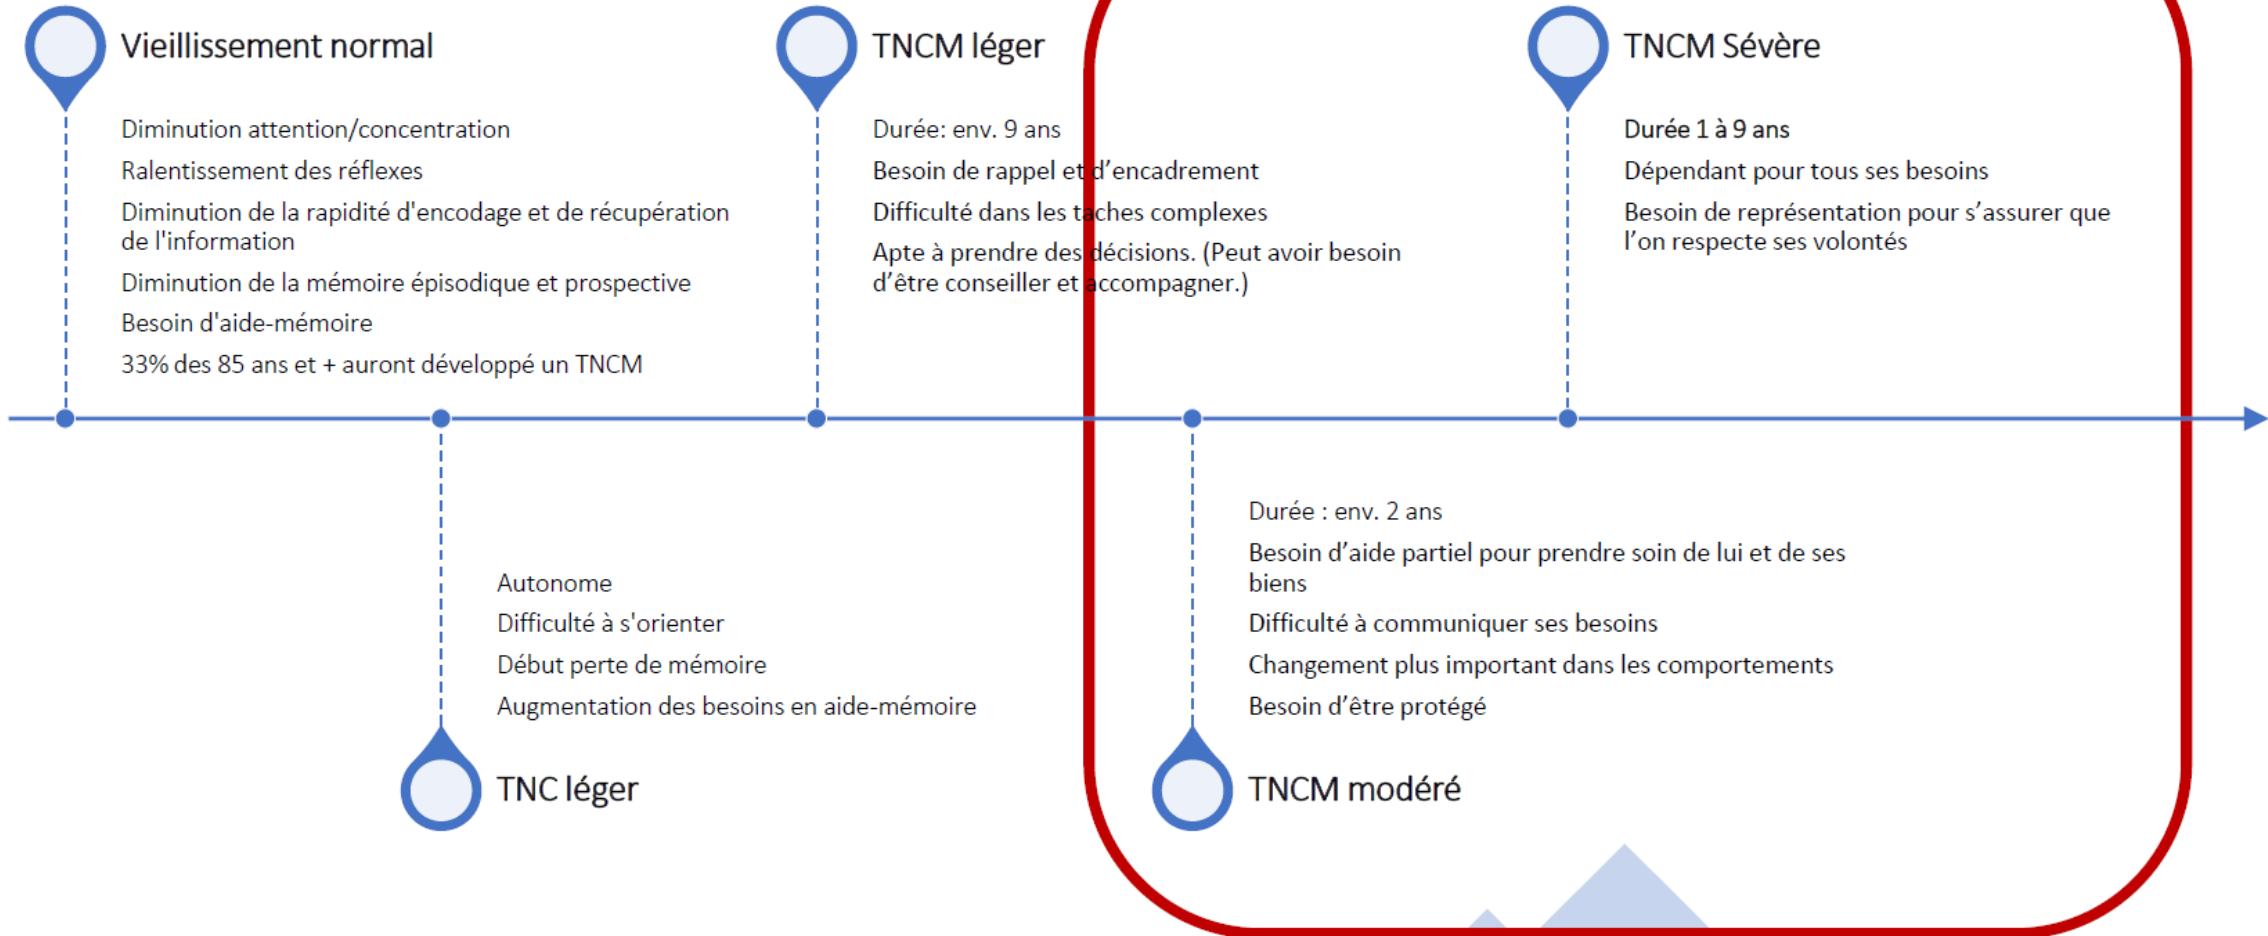 Vieillissement normal
Diminution attention/concentration
Ralentissement des réflexes
Diminution de la rapidité d'encodage et de récupération
de l'information
Diminution de la mémoire épisodique et prospective
Besoin d'aide-mémoire
33% des 85 ans et + auront développé un TNCM
TNC léger
Autonome
Difficulté à s'orienter
Début perte de mémoire
Augmentation des besoins en aide-mémoire
TNCM léger
Durée: env. 9 ans
Besoin de rappel et d’encadrement
Difficulté dans les taches complexes
Apte à prendre des décisions. (Peut avoir besoin
d’être conseiller et accompagner.)
TNCM modéré
Durée : env. 2 ans
Besoin d’aide partiel pour prendre soin de lui et de ses
biens
Difficulté à communiquer ses besoins
Changement plus important dans les comportements
Besoin d’être protégé
TNCM Sévère
Durée 1 à 9 ans
Dépendant pour tous ses besoins
Besoin de représentation pour s’assurer que
l’on respecte ses volontés